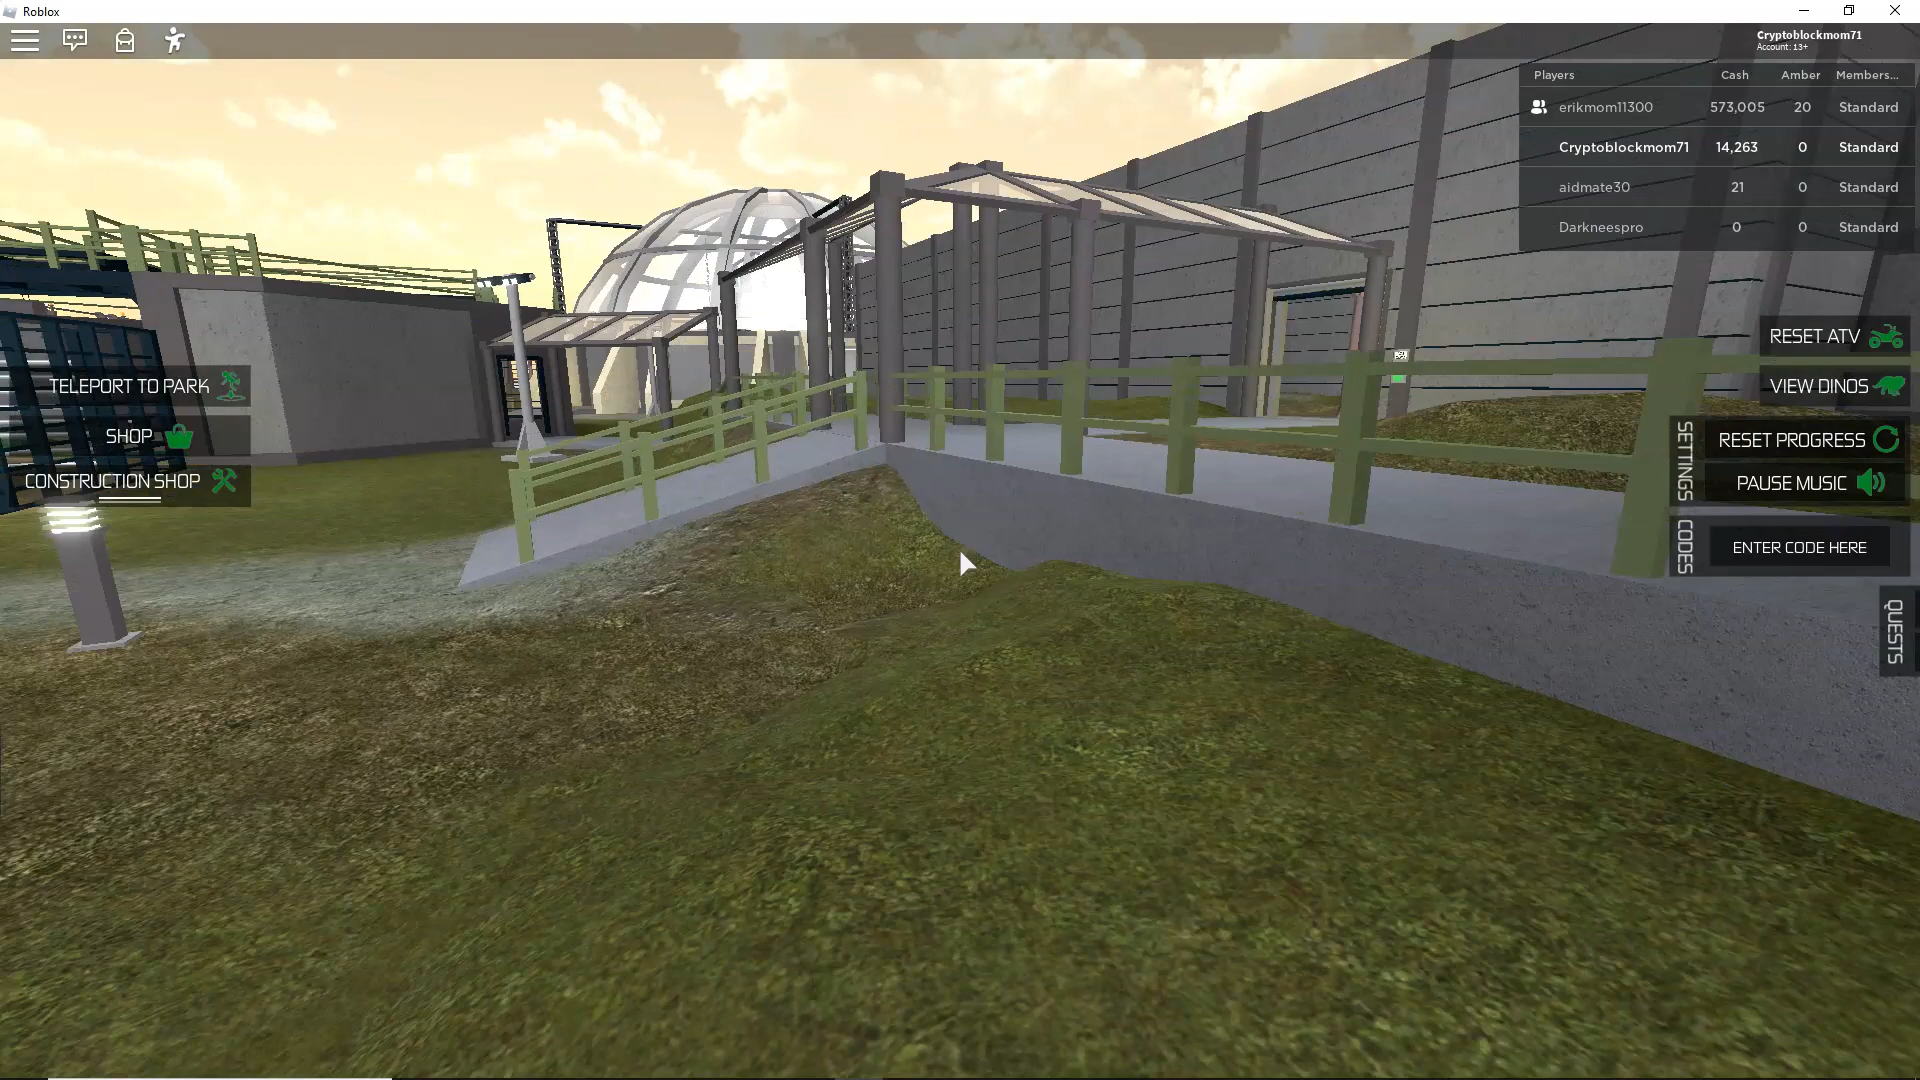 Roblox
Cryptoblockmom71
Account: 13+
Players Cash Amber Members...
erikmom11300 573,005 20 Standard
Cryptoblockmom71 14,263 0 Standard
aidmate30 21 0 Standard
Darkneespro 0 0 Standard
TELEPORT TO PARK
SHOP
CONSTRUCTION SHOP
RESET ATV
VIEW DINOS
SETTINGS
RESET PROGRESS
PAUSE MUSIC
CODES
ENTER CODE HERE
QUESTS